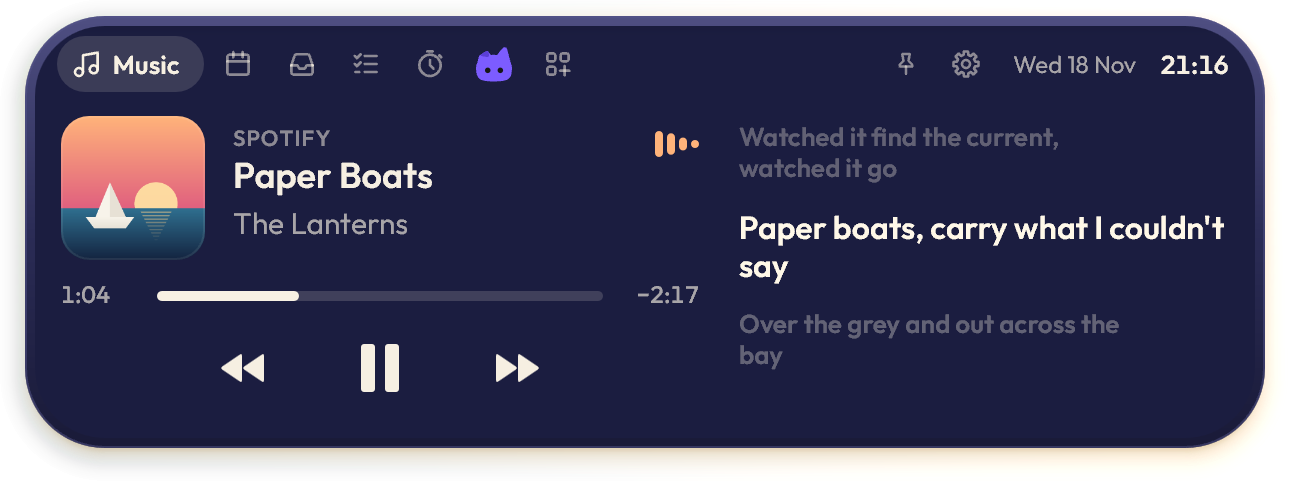 Music
Wed 18 Nov 21:16
SPOTIFY
Paper Boats
The Lanterns
1:04
−2:17
Watched it find the current,
watched it go
Paper boats, carry what I couldn't
say
Over the grey and out across the
bay